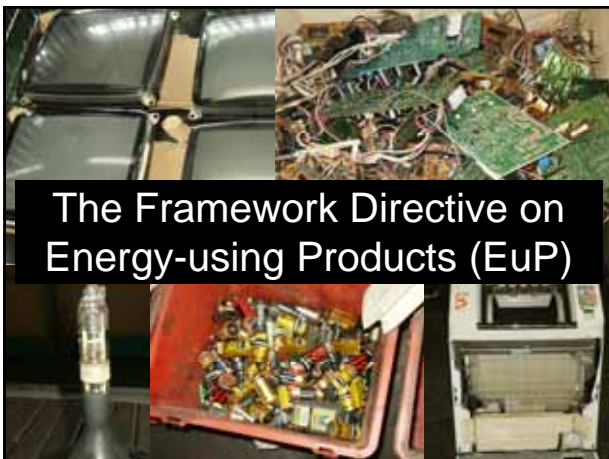 The Framework Directive on
Energy-using Products (EuP)